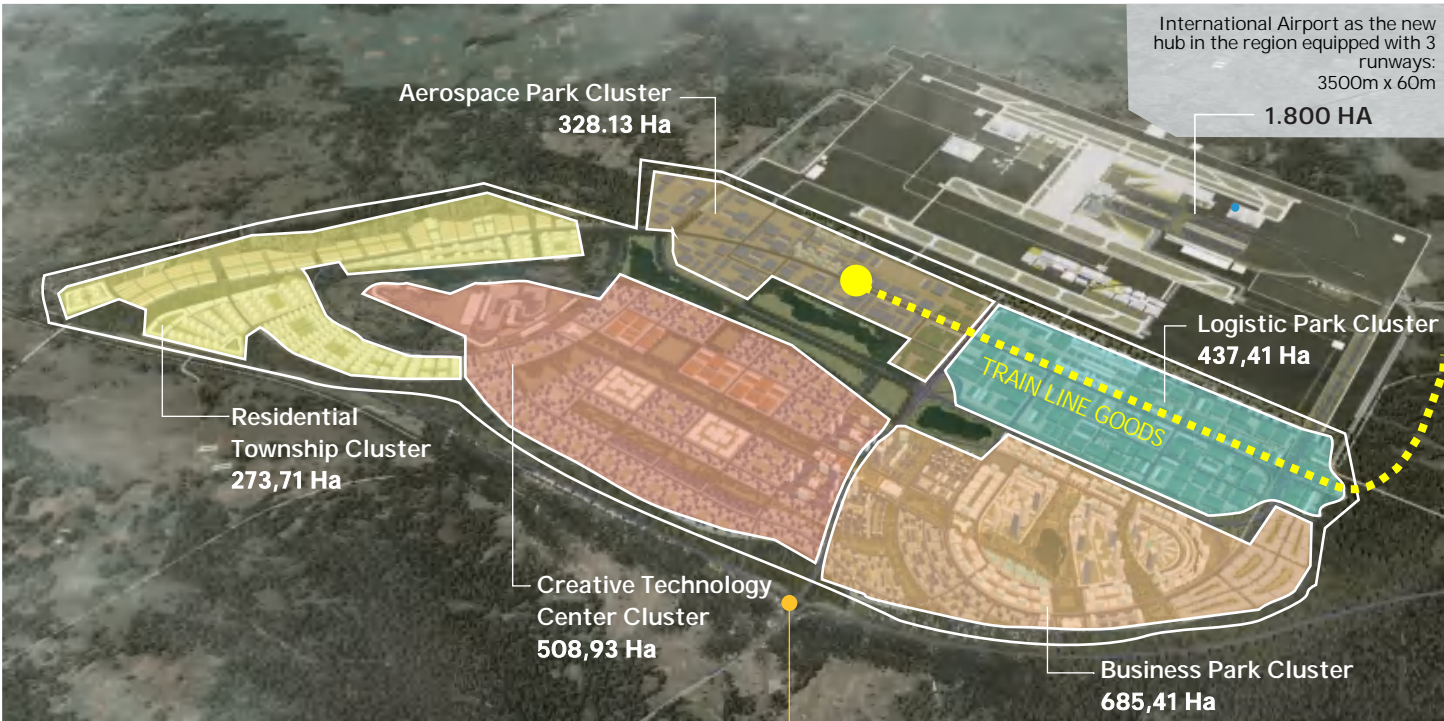 International Airport as the new
hub in the region equipped with 3
runways:
3500m x 60m
1.800 HA
Aerospace Park Cluster
328.13 Ha
Logistic Park Cluster
437,41 Ha
TRAIN LINE GOODS
Residential
Township Cluster
273,71 Ha
Creative Technology
Center Cluster
508,93 Ha
Business Park Cluster
685,41 Ha